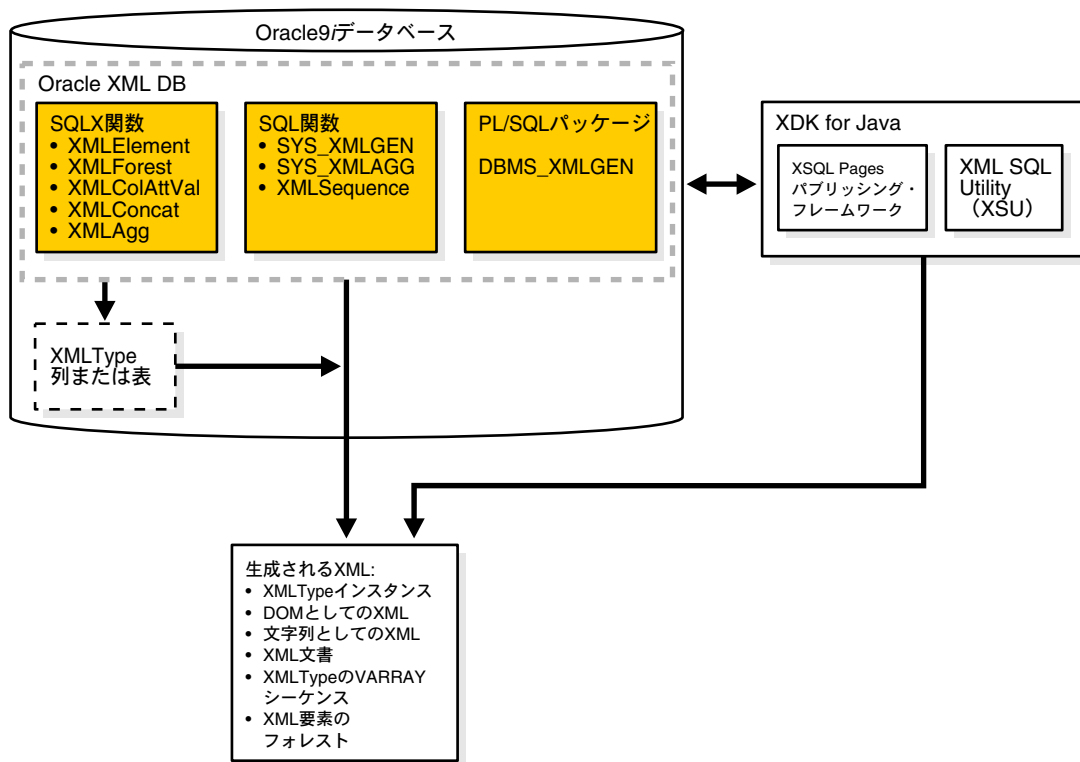 Oracle9iデータベース
Oracle XML DB
SQLX関数
• XMLElement
• XMLForest
• XMLColAttVal
• XMLConcat
• XMLAgg
SQL関数
• SYS_XMLGEN
• SYS_XMLAGG
• XMLSequence
PL/SQLパッケージ
DBMS_XMLGEN
XDK for Java
XSQL Pages
パブリッシング・
フレームワーク
XML SQL
Utility
（XSU）
XMLType
列または表
生成されるXML:
• XMLTypeインスタンス
• DOMとしてのXML
• 文字列としてのXML
• XML文書
• XMLTypeのVARRAY
シーケンス
• XML要素の
フォレスト